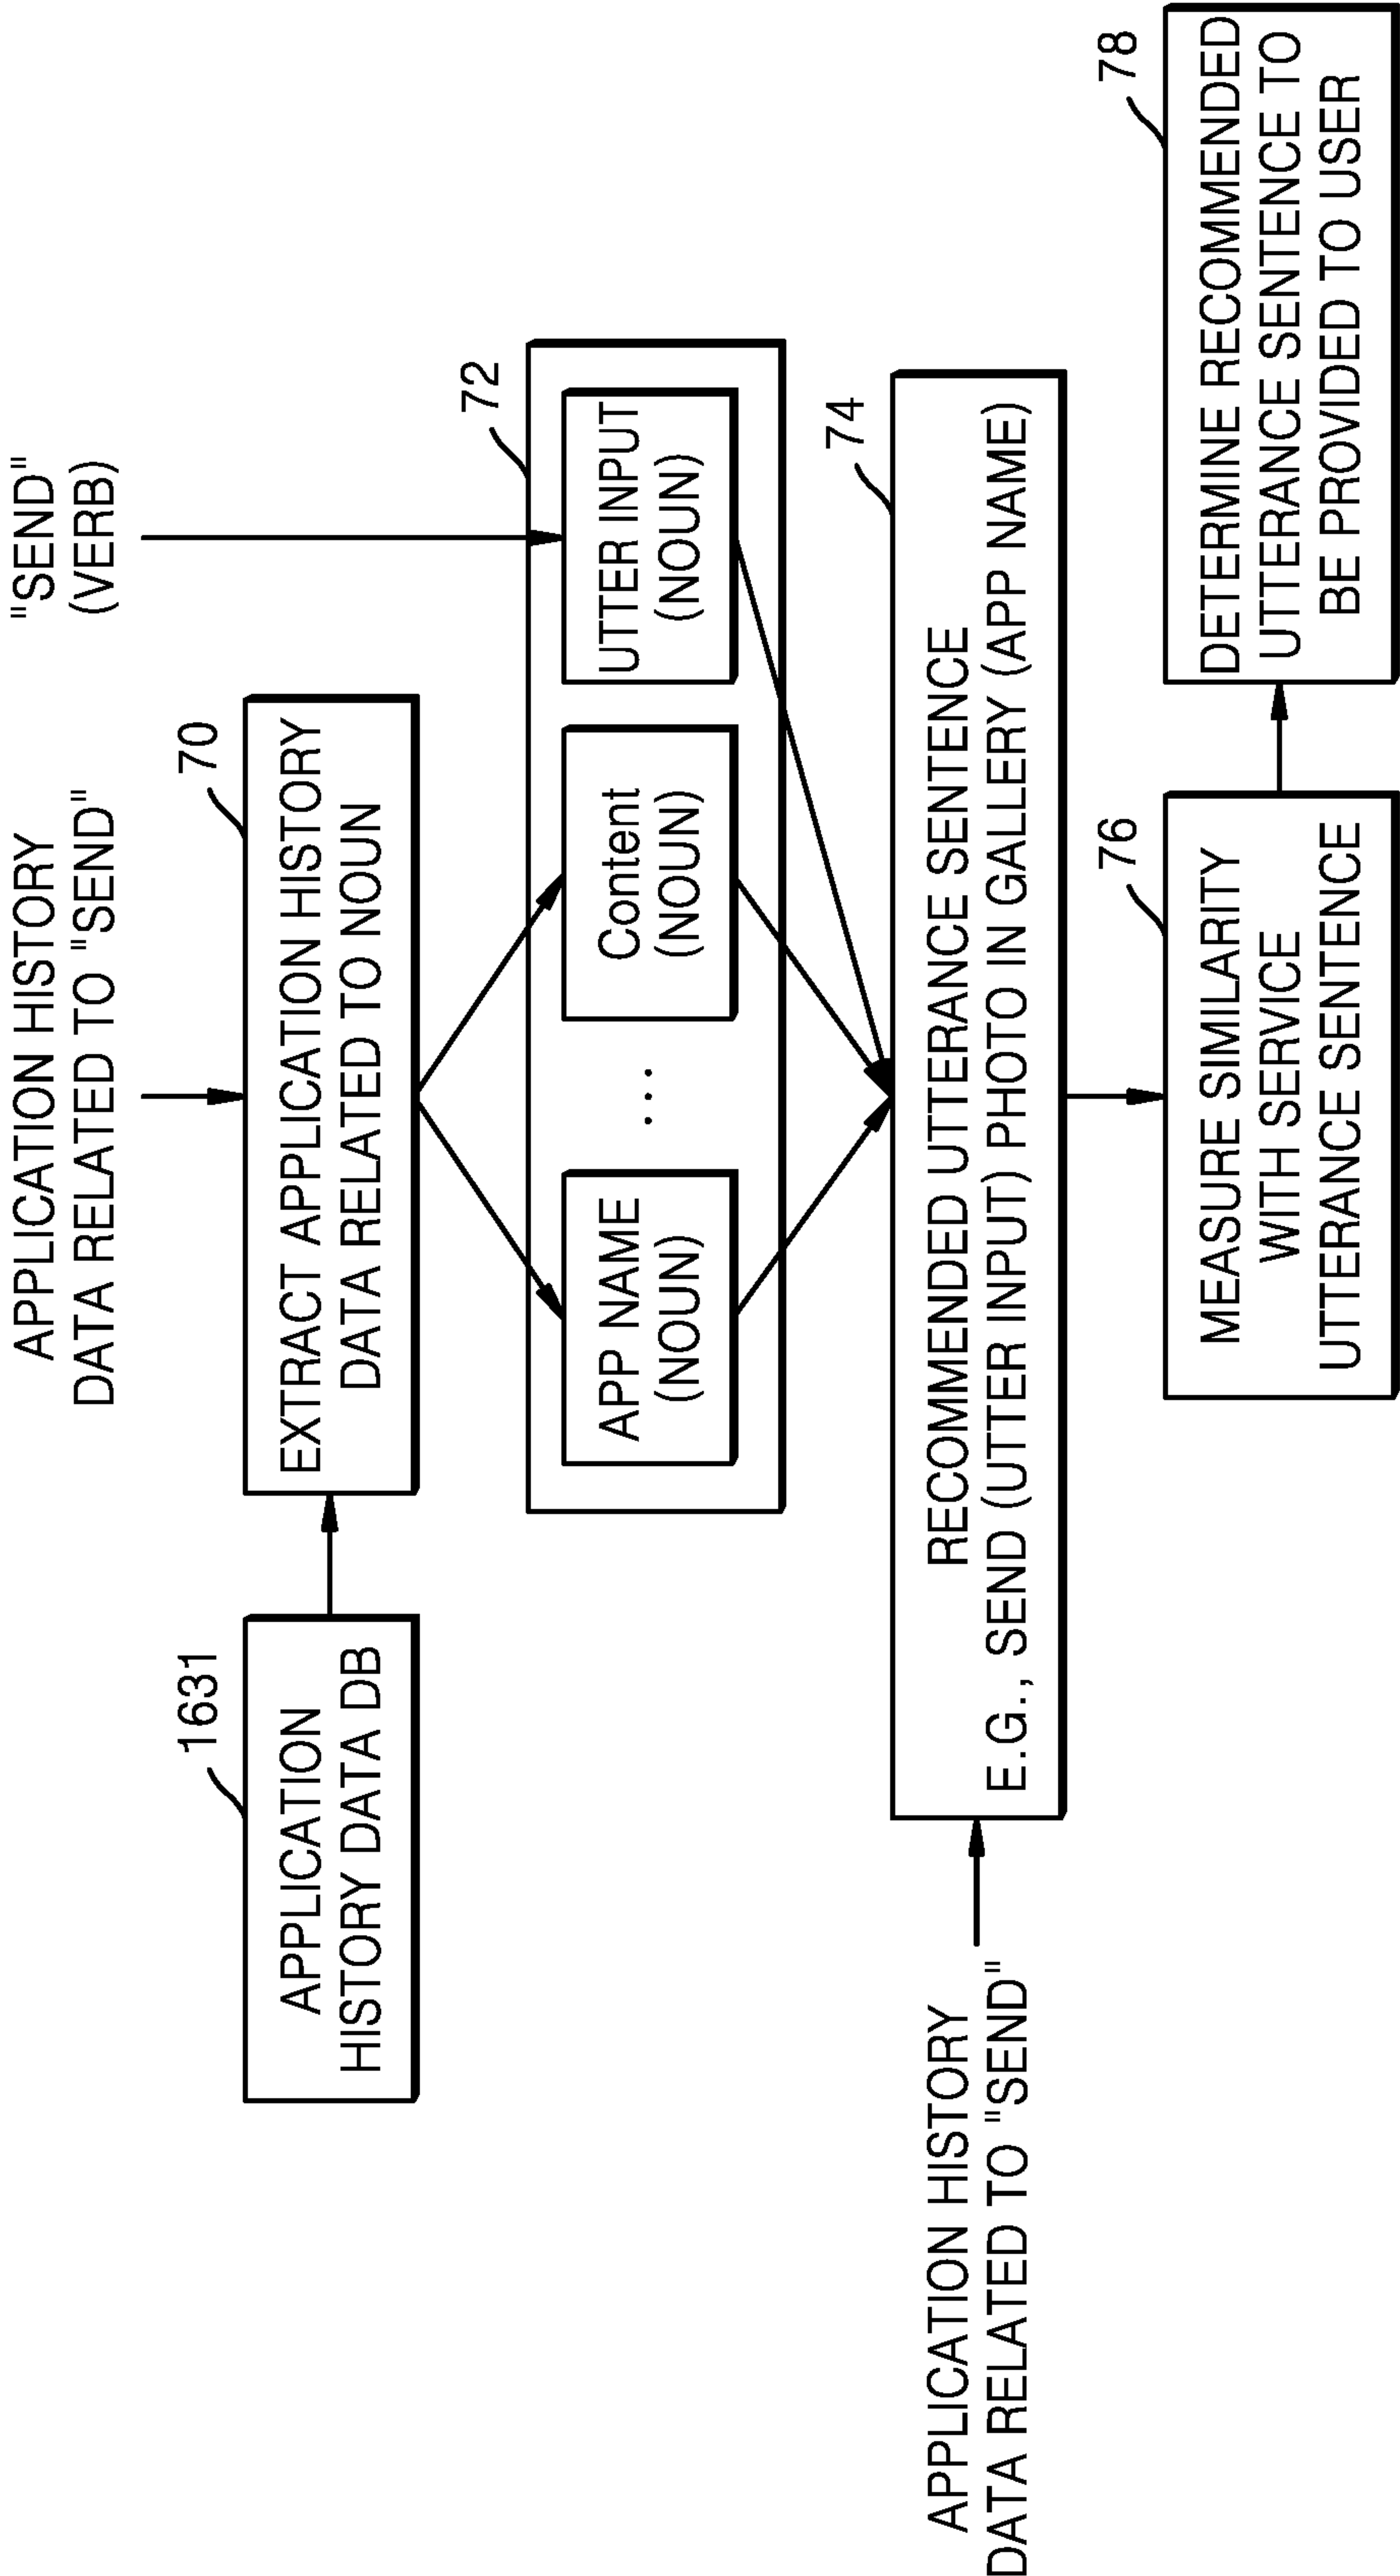 APPLICATION HISTORY
DATA RELATED TO "SEND"
"SEND"
(VERB)
1631
APPLICATION
HISTORY DATA DB
70
EXTRACT APPLICATION HISTORY
DATA RELATED TO NOUN
72
APP NAME
(NOUN)
...
Content
(NOUN)
UTTER INPUT
(NOUN)
APPLICATION HISTORY
DATA RELATED TO "SEND"
74
RECOMMENDED UTTERANCE SENTENCE
E.G., SEND (UTTER INPUT) PHOTO IN GALLERY (APP NAME)
76
MEASURE SIMILARITY
WITH SERVICE
UTTERANCE SENTENCE
78
DETERMINE RECOMMENDED
UTTERANCE SENTENCE TO
BE PROVIDED TO USER